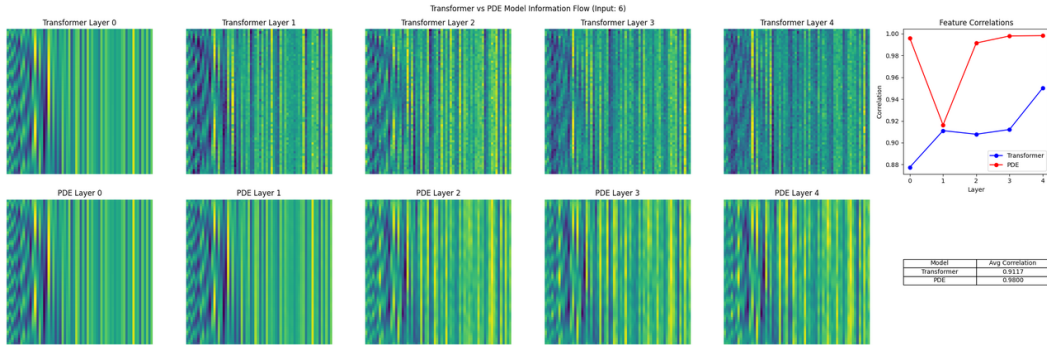 Transformer vs PDE Model Information Flow (Input: 6)
Transformer Layer 0
Transformer Layer 1
Transformer Layer 2
Transformer Layer 3
Transformer Layer 4
Feature Correlations
1.00
0.98
0.96
0.94
0.92
0.90
0.88
Correlation
Transformer
PDE
0 1 2 3 4
Layer
PDE Layer 0
PDE Layer 1
PDE Layer 2
PDE Layer 3
PDE Layer 4
Model Avg Correlation
Transformer 0.9117
PDE 0.9800